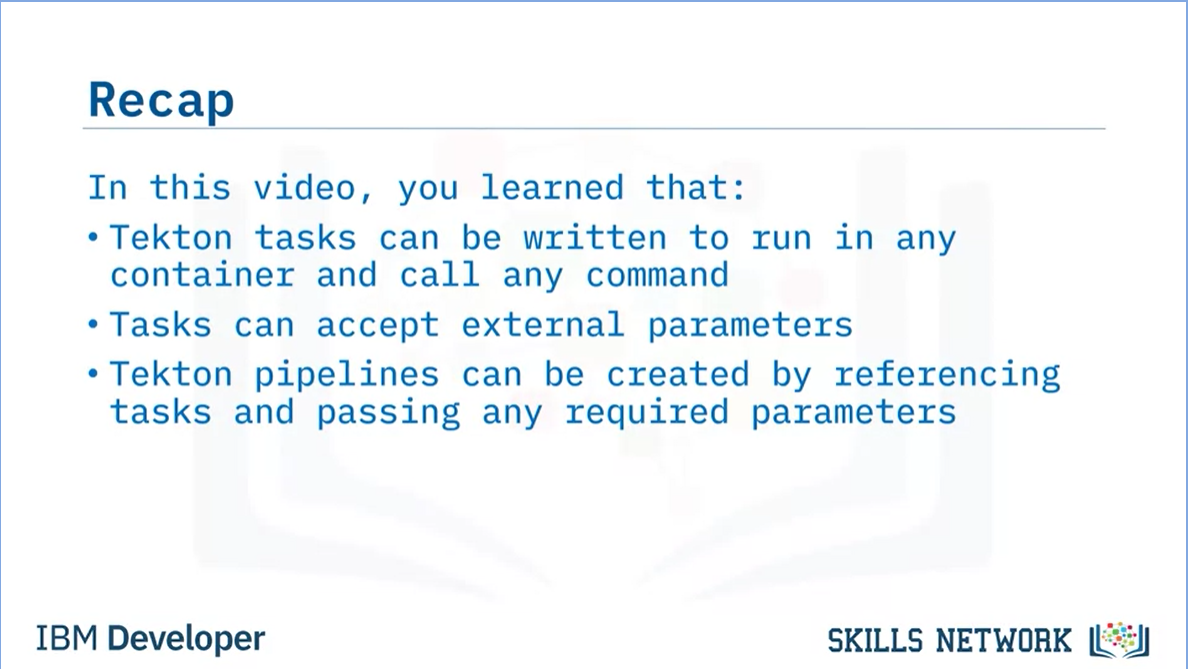 Recap
In this video, you learned that:
• Tekton tasks can be written to run in any
container and call any command
• Tasks can accept external parameters
• Tekton pipelines can be created by referencing
tasks and passing any required parameters
IBM Developer
SKILLS NETWORK